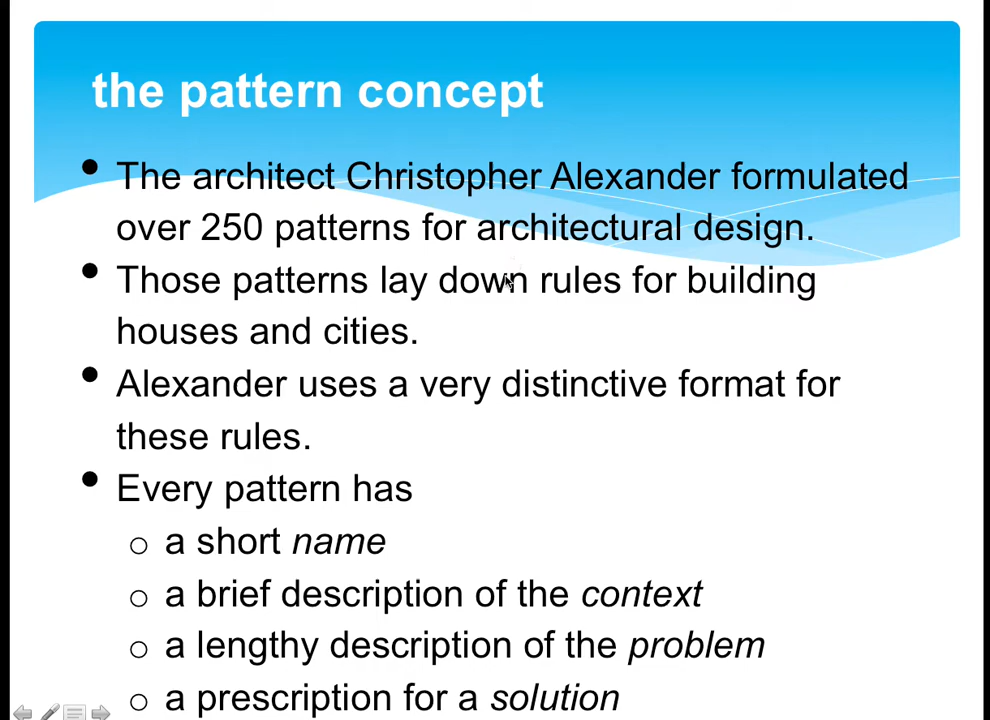 the pattern concept
• The architect Christopher Alexander formulated
over 250 patterns for architectural design.
• Those patterns lay down rules for building
houses and cities.
• Alexander uses a very distinctive format for
these rules.
• Every pattern has
o a short name
o a brief description of the context
o a lengthy description of the problem
o a prescription for a solution